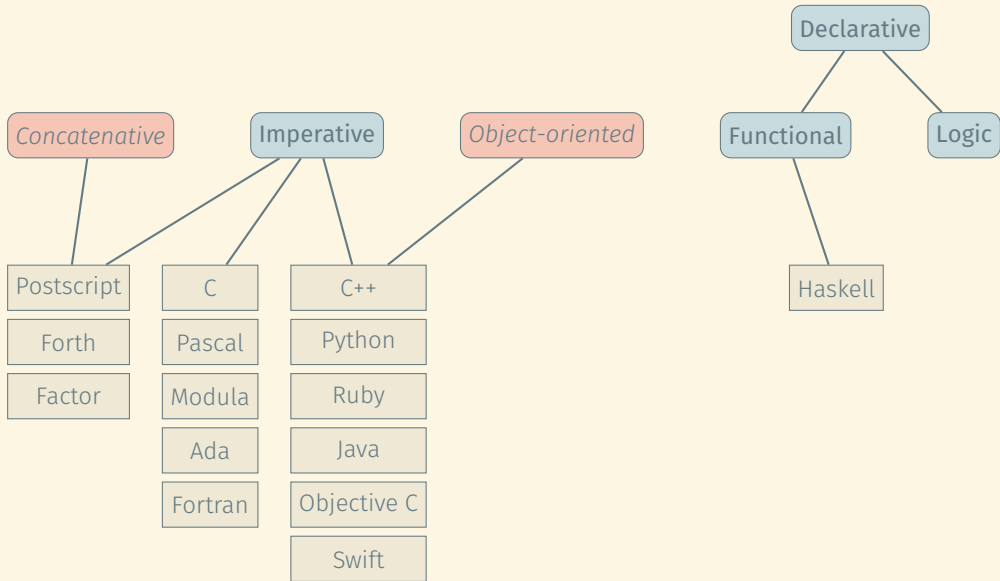 Declarative
Concatenative
Imperative
Object-oriented
Functional
Logic
Postscript
C
C++
Haskell
Forth
Pascal
Python
Factor
Modula
Ruby
Ada
Java
Fortran
Objective C
Swift